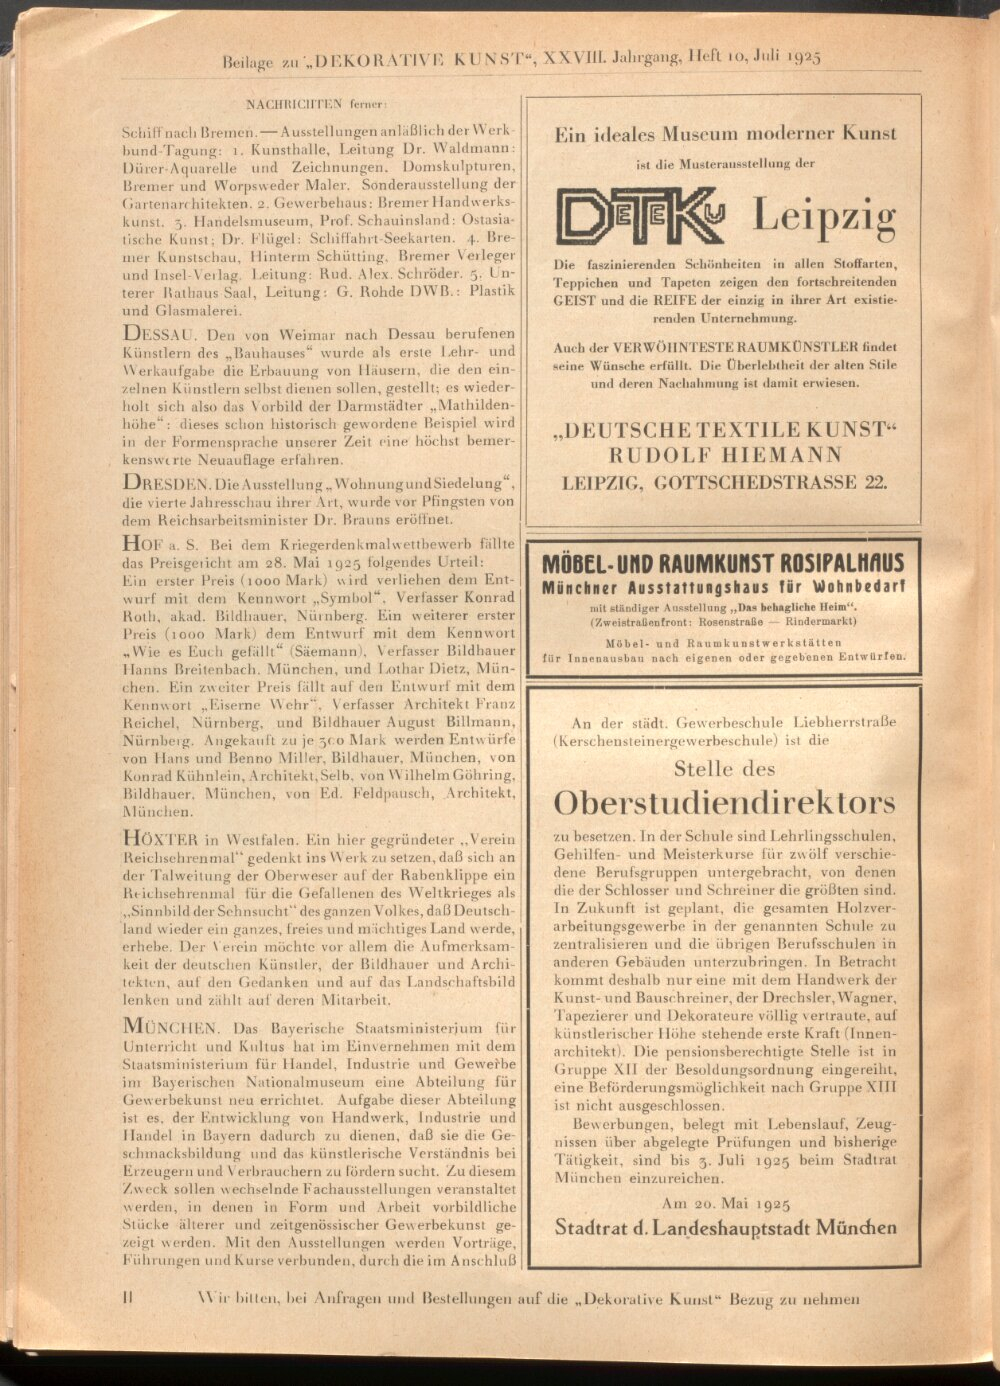 Beilage zu „DEKORATIVE KUNST“, XXVIII. Jahrgang, Heft 10, Juli 1925
NACHRICHTEN ferner:
Schiff nach Bremen. — Ausstellungen anläßlich der Werk-
bund-Tagung: 1. Kunsthalle, Leitung Dr. Waldmann:
Dürer-Aquarelle und Zeichnungen, Domskulpturen,
Bremer und Worpsweder Maler. Sonderausstellung der
Gartenarchitekten. 2. Gewerbehaus: Bremer Handwerks-
kunst. 3. Handelsmuseum, Prof. Schauinsland: Ostasia-
tische Kunst; Dr. Flügel: Schiffahrt-Seekarten. 4. Bre-
mer Kunstschau, Hinterm Schütting, Bremer Verleger
und Insel-Verlag. Leitung: Rud. Alex. Schröder. 5. Un-
terer Rathaus Saal, Leitung: G. Rohde DWB.: Plastik
und Glasmalerei.
DESSAU. Den von Weimar nach Dessau berufenen
Künstlern des „Bauhauses“ wurde als erste Lehr- und
Werkaufgabe die Erbauung von Häusern, die den ein-
zelnen Künstlern selbst dienen sollen, gestellt; es wieder-
holt sich also das Vorbild der Darmstädter „Mathilden-
höhe“: dieses schon historisch gewordene Beispiel wird
in der Formensprache unserer Zeit eine höchst bemer-
kenswerte Neuauflage erfahren.
DRESDEN. Die Ausstellung „Wohnung und Siedelung“,
die vierte Jahresschau ihrer Art, wurde vor Pfingsten von
dem Reichsarbeitsminister Dr. Brauns eröffnet.
HOF a. S. Bei dem Kriegerdenkmalwettbewerb fällte
das Preisgericht am 28. Mai 1925 folgendes Urteil:
Ein erster Preis (1000 Mark) wird verliehen dem Ent-
wurf mit dem Kennwort „Symbol“, Verfasser Konrad
Roth, akad. Bildhauer, Nürnberg. Ein weiterer erster
Preis (1000 Mark) dem Entwurf mit dem Kennwort
„Wie es Euch gefällt“ (Säemann), Verfasser Bildhauer
Hanns Breitenbach, München, und Lothar Dietz, Mün-
chen. Ein zweiter Preis fällt auf den Entwurf mit dem
Kennwort „Eiserne Wehr“, Verfasser Architekt Franz
Reichel, Nürnberg, und Bildhauer August Billmann,
Nürnberg. Angekauft zu je 300 Mark werden Entwürfe
von Hans und Benno Miller, Bildhauer, München, von
Konrad Kühnlein, Architekt, Selb, von Wilhelm Göhring,
Bildhauer, München, von Ed. Feldpausch, Architekt,
München.
HÖXTER in Westfalen. Ein hier gegründeter „Verein
Reichsehrenmal“ gedenkt ins Werk zu setzen, daß sich an
der Talweitung der Oberweser auf der Rabenklippe ein
Reichsehrenmal für die Gefallenen des Weltkrieges als
„Sinnbild der Sehnsucht“ des ganzen Volkes, daß Deutsch-
land wieder ein ganzes, freies und mächtiges Land werde,
erhebe. Der Verein möchte vor allem die Aufmerksam-
keit der deutschen Künstler, der Bildhauer und Archi-
tekten, auf den Gedanken und auf das Landschaftsbild
lenken und zählt auf deren Mitarbeit.
MÜNCHEN. Das Bayerische Staatsministerium für
Unterricht und Kultus hat im Einvernehmen mit dem
Staatsministerium für Handel, Industrie und Gewerbe
im Bayerischen Nationalmuseum eine Abteilung für
Gewerbekunst neu errichtet. Aufgabe dieser Abteilung
ist es, der Entwicklung von Handwerk, Industrie und
Handel in Bayern dadurch zu dienen, daß sie die Ge-
schmacksbildung und das künstlerische Verständnis bei
Erzeugern und Verbrauchern zu fördern sucht. Zu diesem
Zweck sollen wechselnde Fachausstellungen veranstaltet
werden, in denen in Form und Arbeit vorbildliche
Stücke älterer und zeitgenössischer Gewerbekunst ge-
zeigt werden. Mit den Ausstellungen werden Vorträge,
Führungen und Kurse verbunden, durch die im Anschluß
Ein ideales Museum moderner Kunst
ist die Musterausstellung der
DETEKU Leipzig
Die faszinierenden Schönheiten in allen Stoffarten,
Teppichen und Tapeten zeigen den fortschreitenden
GEIST und die REIFE der einzig in ihrer Art existie-
renden Unternehmung.
Auch der VERWÖHNTESTE RAUMKÜNSTLER findet
seine Wünsche erfüllt. Die Überlebtheit der alten Stile
und deren Nachahmung ist damit erwiesen.
„DEUTSCHE TEXTILE KUNST“
RUDOLF HIEMANN
LEIPZIG, GOTTSCHEDSTRASSE 22.
MÖBEL- UND RAUMKUNST ROSIPALHAUS
Münchner Ausstattungshaus für Wohnbedarf
mit ständiger Ausstellung „Das behagliche Heim“.
(Zweistraßenfront: Rosenstraße — Rindermarkt)
Möbel- und Raumkunstwerkstätten
für Innenausbau nach eigenen oder gegebenen Entwürfen.
An der städt. Gewerbeschule Liebherrstraße
(Kerschensteinergewerbeschule) ist die
Stelle des
Oberstudiendirektors
zu besetzen. In der Schule sind Lehrlingsschulen,
Gehilfen- und Meisterkurse für zwölf verschie-
dene Berufsgruppen untergebracht, von denen
die der Schlosser und Schreiner die größten sind.
In Zukunft ist geplant, die gesamten Holzver-
arbeitungsgewerbe in der genannten Schule zu
zentralisieren und die übrigen Berufsschulen in
anderen Gebäuden unterzubringen. In Betracht
kommt deshalb nur eine mit dem Handwerk der
Kunst- und Bauschreiner, der Drechsler, Wagner,
Tapezierer und Dekorateure völlig vertraute, auf
künstlerischer Höhe stehende erste Kraft (Innen-
architekt). Die pensionsberechtigte Stelle ist in
Gruppe XII der Besoldungsordnung eingereiht,
eine Beförderungsmöglichkeit nach Gruppe XIII
ist nicht ausgeschlossen.
Bewerbungen, belegt mit Lebenslauf, Zeug-
nissen über abgelegte Prüfungen und bisherige
Tätigkeit, sind bis 3. Juli 1925 beim Stadtrat
München einzureichen.
Am 20. Mai 1925
Stadtrat d. Landeshauptstadt München
II
Wir bitten, bei Anfragen und Bestellungen auf die „Dekorative Kunst“ Bezug zu nehmen